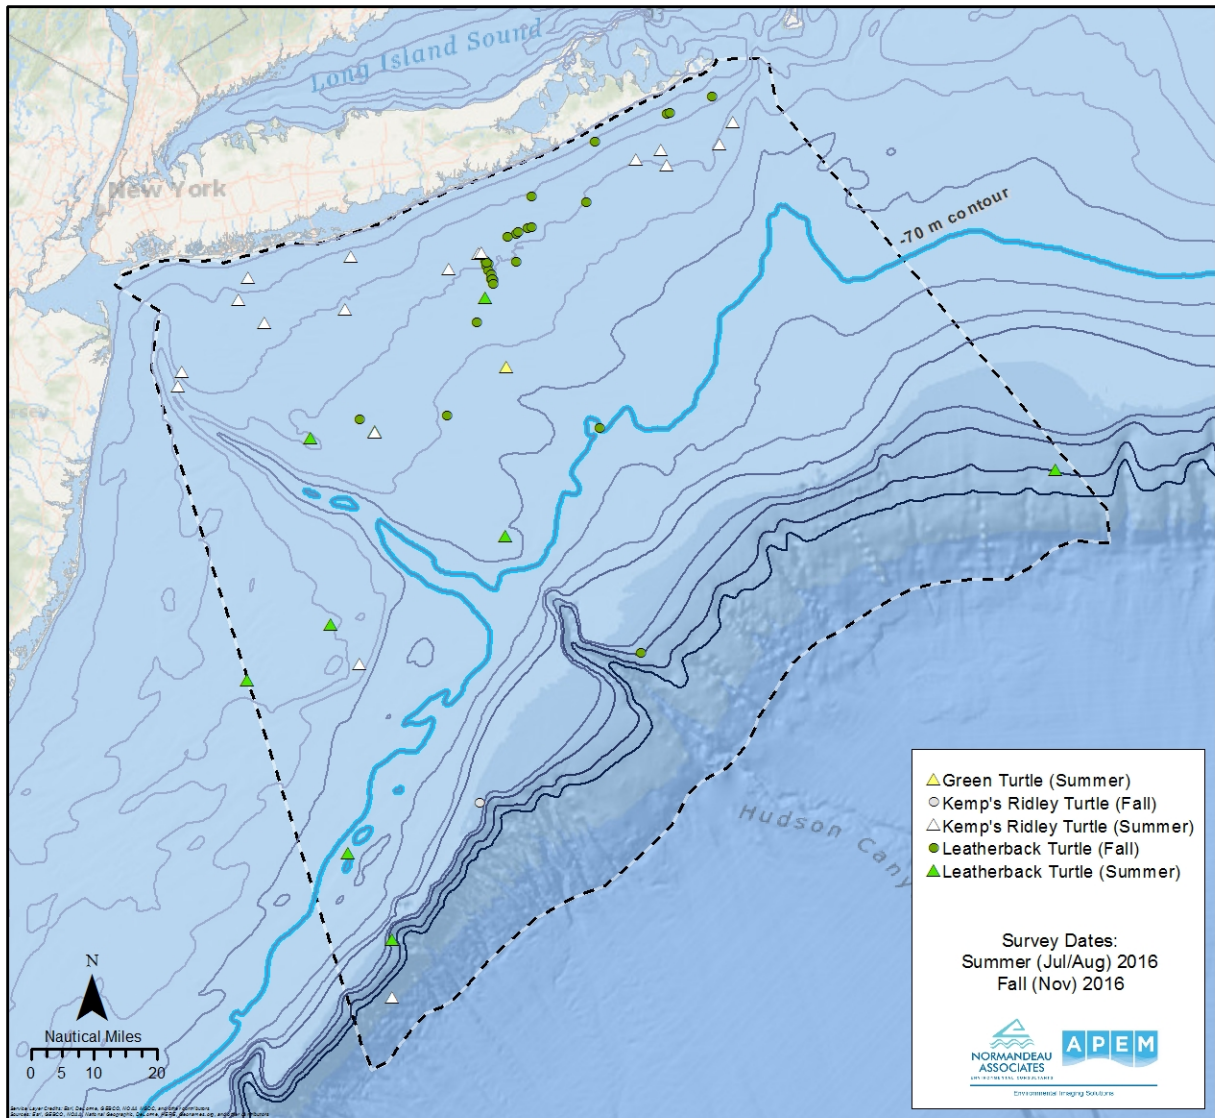 Long Island Sound
New York
-70 m contour
Hudson Cany
Green Turtle (Summer)
Kemp's Ridley Turtle (Fall)
Kemp's Ridley Turtle (Summer)
Leatherback Turtle (Fall)
Leatherback Turtle (Summer)
Survey Dates:
Summer (Jul/Aug) 2016
Fall (Nov) 2016
NORMANDEAU
ASSOCIATES
ENVIRONMENTAL CONSULTANTS
APEM
Environmental Imaging Solutions
N
Nautical Miles
0 5 10 20